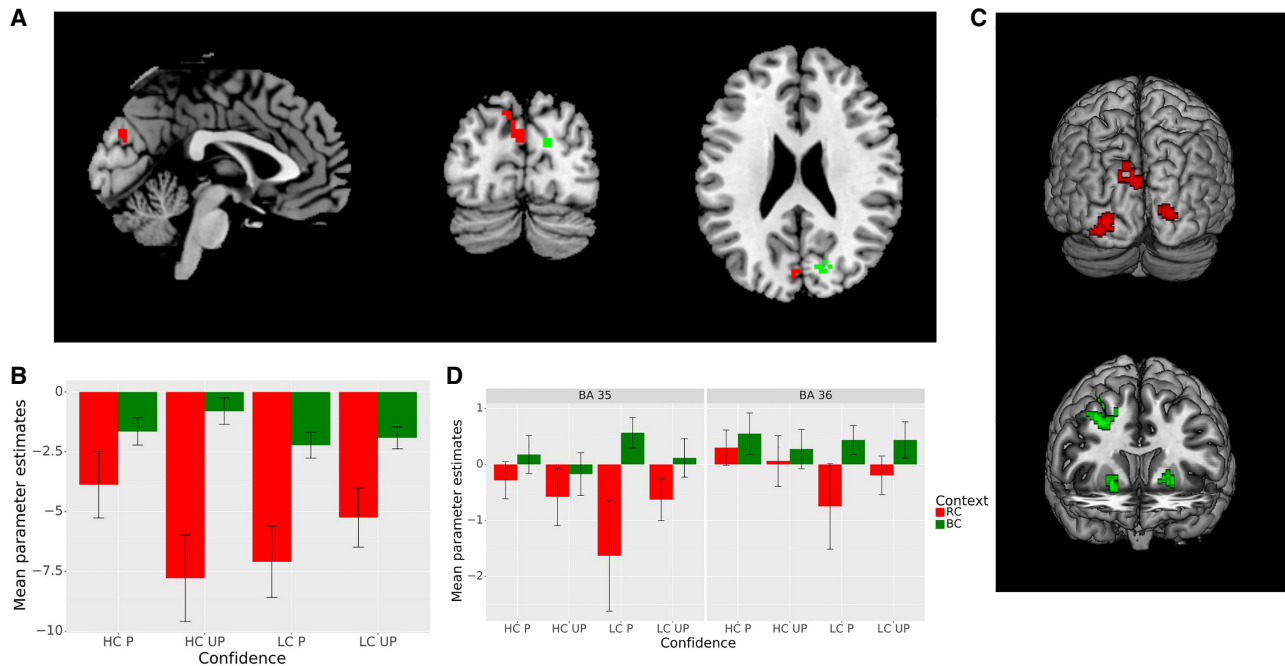 A
B
Mean parameter estimates
0
−2.5
−5
−7.5
−10
HC P HC UP LC P LC UP
Confidence
D
BA 35 BA 36
Mean parameter estimates
1
0
−1
−2
HC P HC UP LC P LC UP HC P HC UP LC P LC UP
Confidence
Context
RC
BC
C